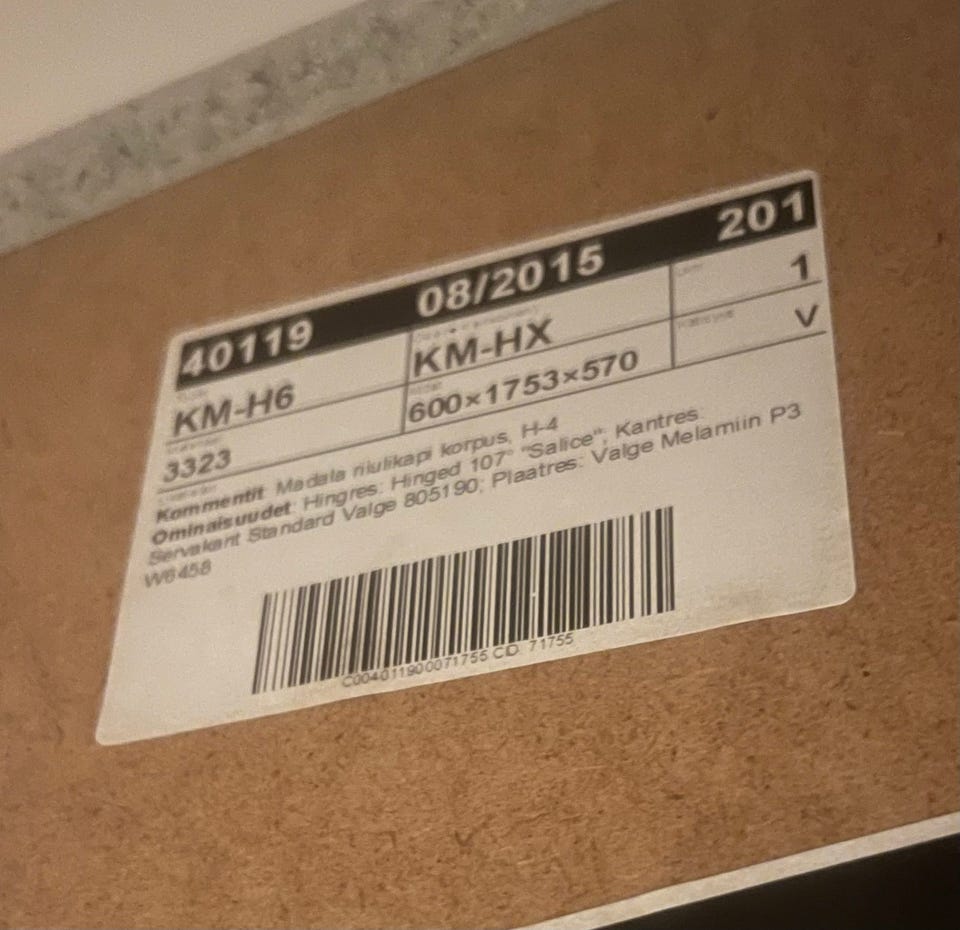 40119 08/2015 201
KM-H6 KM-HX 1
3323 600×1753×570 V
Kommentit: Madala riiulikapi korpus, H-4
Ominaisuudet: Hingres: Hinged 107° "Salice"; Kantres:
Servakant Standard Valge 805190; Plaatres: Valge Melamiin P3
W6458
C004011900071755 CD: 71755